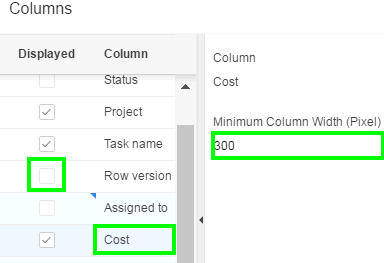 Columns
Displayed Column
Status
Project
Task name
Row version
Assigned to
Cost
Column
Cost
Minimum Column Width (Pixel)
300